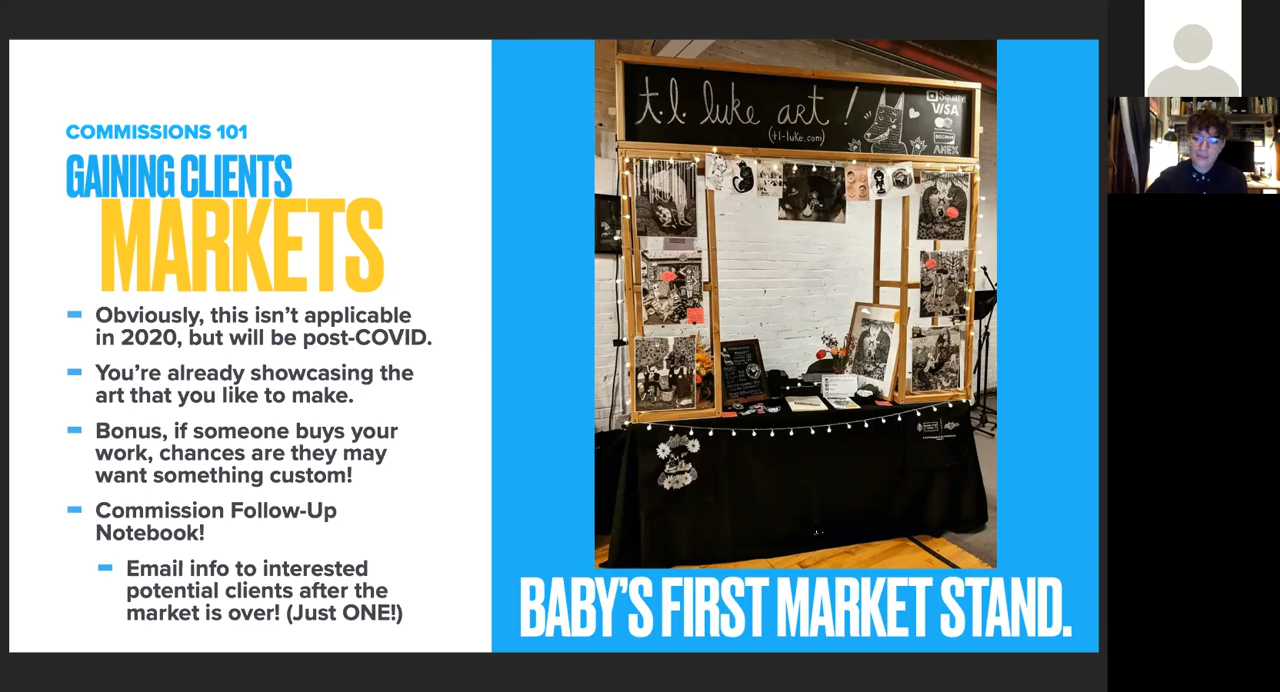 COMMISSIONS 101
GAINING CLIENTS
MARKETS
- Obviously, this isn't applicable
in 2020, but will be post-COVID.
- You're already showcasing the
art that you like to make.
- Bonus, if someone buys your
work, chances are they may
want something custom!
- Commission Follow-Up
Notebook!
- Email info to interested
potential clients after the
market is over! (Just ONE!)
t.l. luke art!
(tl-luke.com)
Square
VISA
AMEX
BABY'S FIRST MARKET STAND.